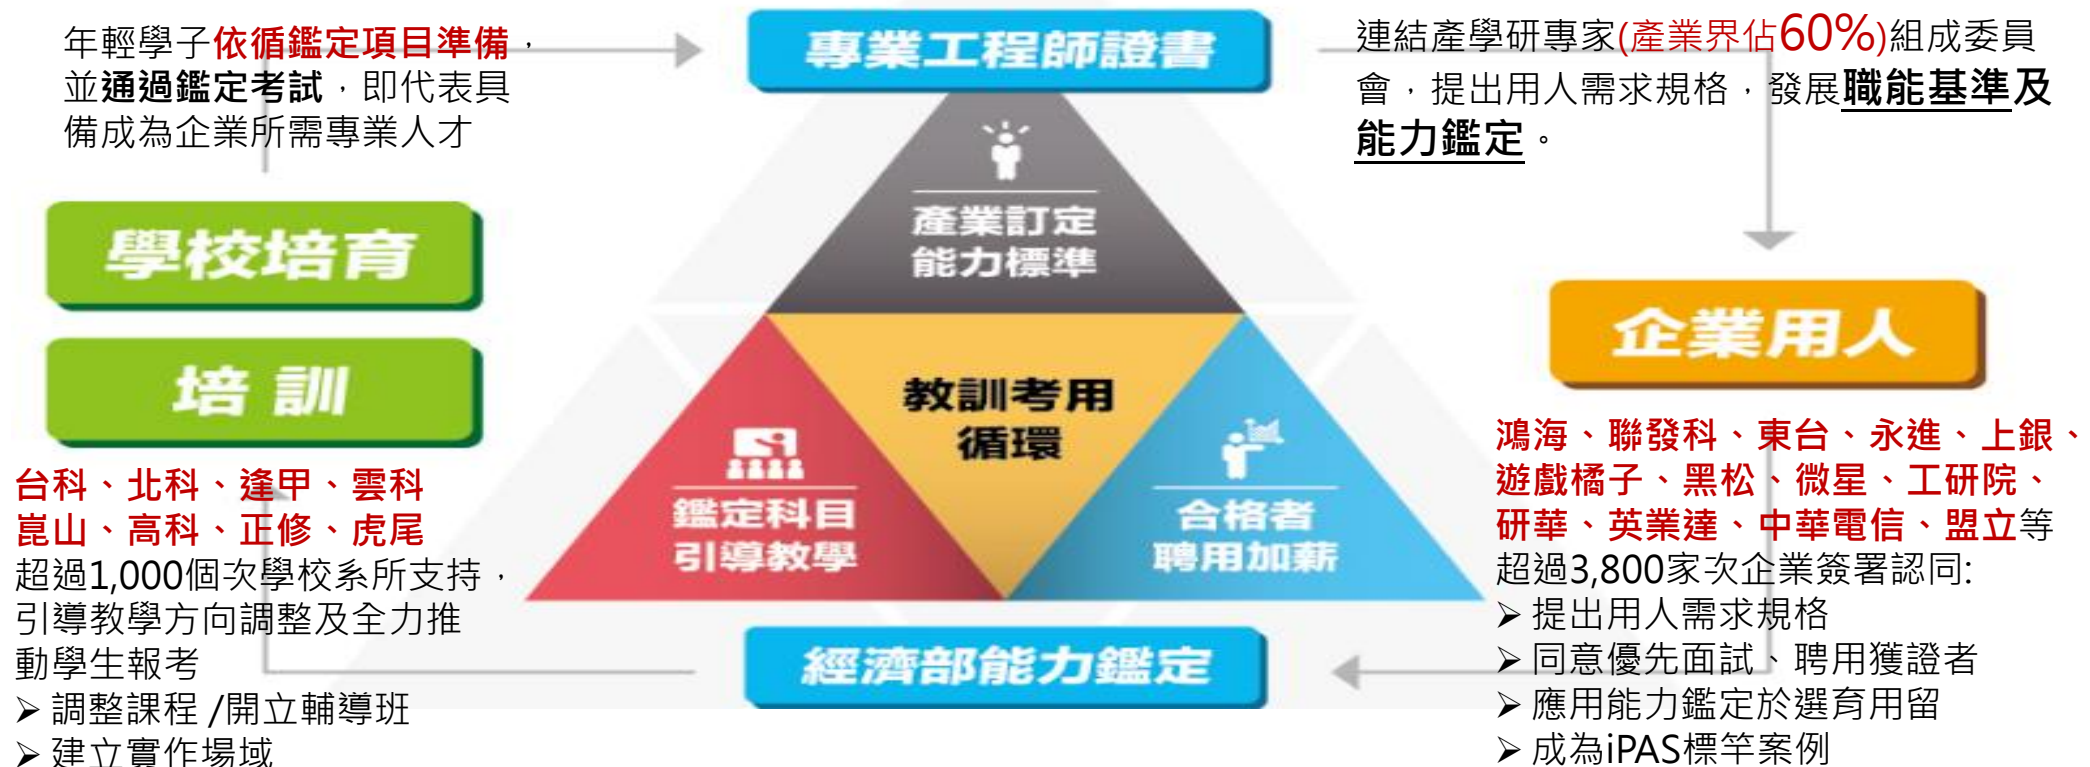 年輕學子依循鑑定項目準備，
並通過鑑定考試，即代表具
備成為企業所需專業人才
專業工程師證書
連結產學研專家(產業界佔60%)組成委員
會，提出用人需求規格，發展職能基準及
能力鑑定。
產業訂定
能力標準
學校培育
培訓
企業用人
教訓考用
循環
鑑定科目
引導教學
合格者
聘用加薪
台科、北科、逢甲、雲科
崑山、高科、正修、虎尾
超過1,000個次學校系所支持，
引導教學方向調整及全力推
動學生報考
➢ 調整課程 /開立輔導班
➢ 建立實作場域
經濟部能力鑑定
鴻海、聯發科、東台、永進、上銀、
遊戲橘子、黑松、微星、工研院、
研華、英業達、中華電信、盟立等
超過3,800家次企業簽署認同:
➢ 提出用人需求規格
➢ 同意優先面試、聘用獲證者
➢ 應用能力鑑定於選育用留
➢ 成為iPAS標竿案例